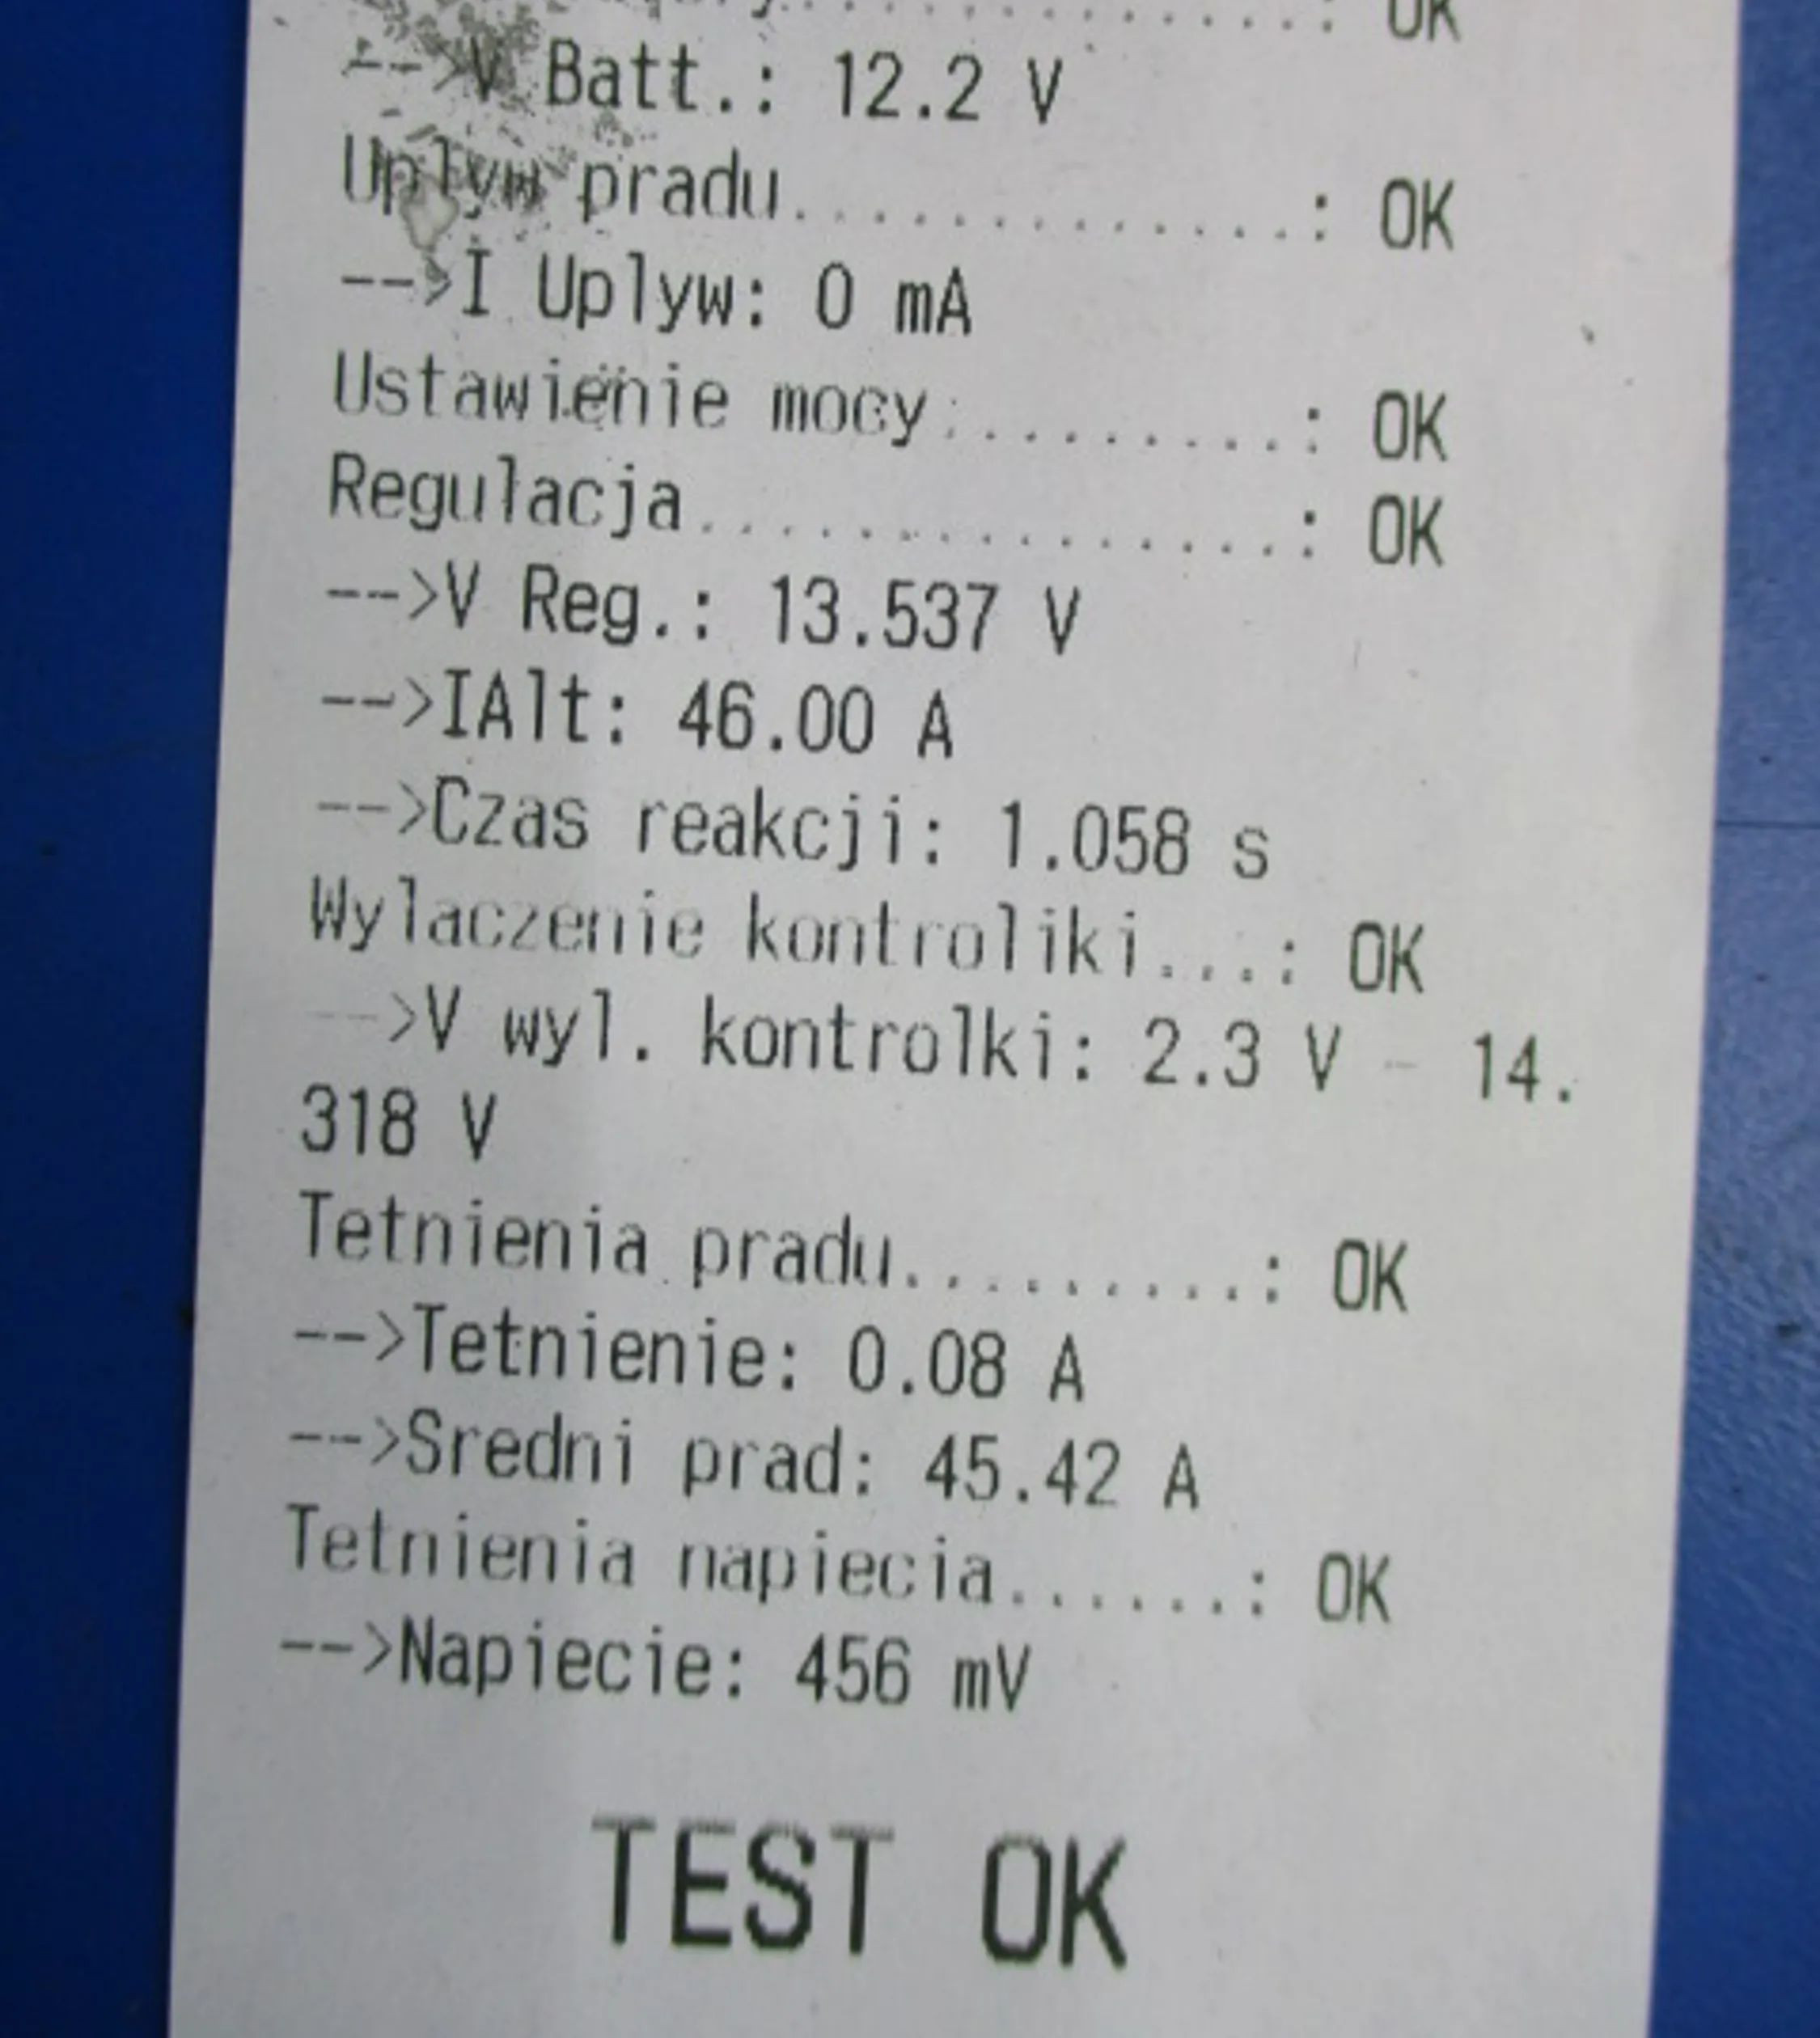 : OK
-->V Batt.: 12.2 V
Uplyw pradu..............: OK
-->I Uplyw: 0 mA
Ustawienie mocy..........: OK
Regulacja................: OK
-->V Reg.: 13.537 V
-->IAlt: 46.00 A
-->Czas reakcji: 1.058 s
Wylaczenie kontroliki...: OK
-->V wyl. kontrolki: 2.3 V - 14.
318 V
Tetnienia pradu.........: OK
-->Tetnienie: 0.08 A
-->Sredni prad: 45.42 A
Tetnienia napiecia......: OK
-->Napiecie: 456 mV
TEST OK